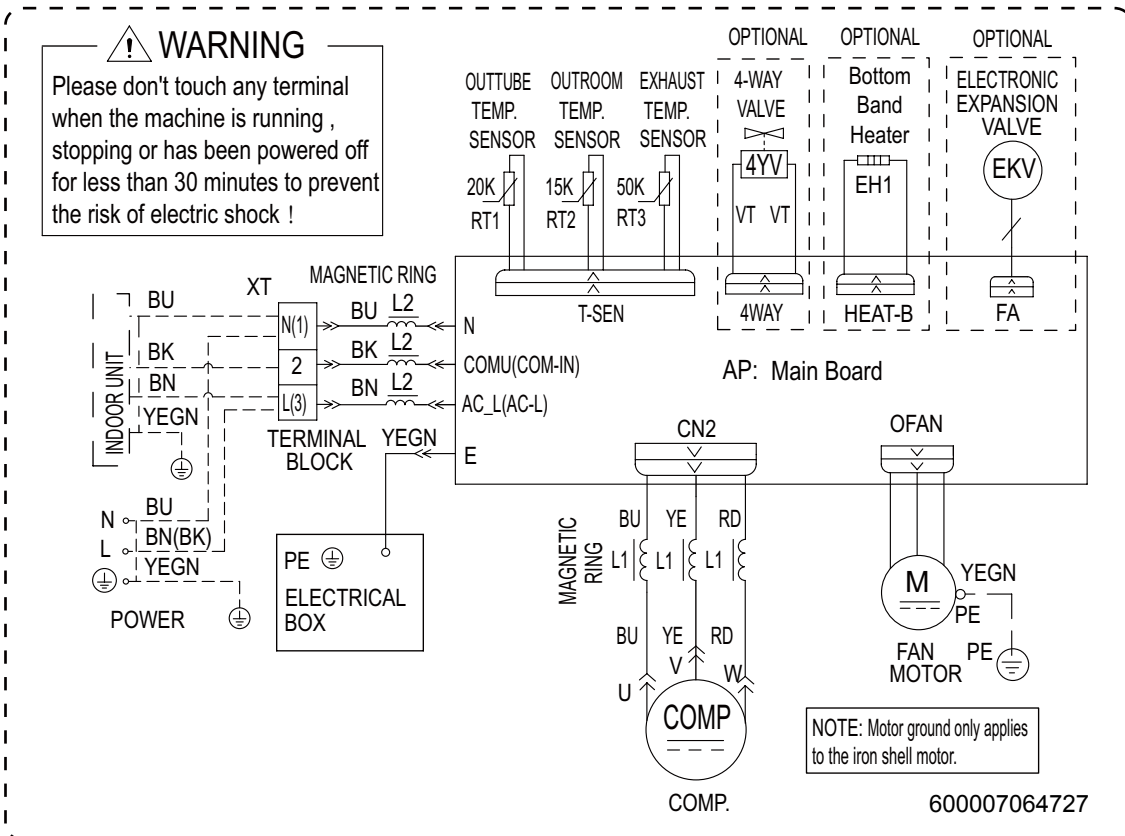 WARNING
Please don't touch any terminal
when the machine is running ,
stopping or has been powered off
for less than 30 minutes to prevent
the risk of electric shock !
OUTTUBE
TEMP.
SENSOR
OUTROOM
TEMP.
SENSOR
EXHAUST
TEMP.
SENSOR
20K
RT1
15K
RT2
50K
RT3
T-SEN
OPTIONAL
4-WAY
VALVE
4YV
VT VT
4WAY
OPTIONAL
Bottom
Band
Heater
EH1
HEAT-B
OPTIONAL
ELECTRONIC
EXPANSION
VALVE
EKV
FA
INDOOR UNIT
BU
BK
BN
YEGN
XT
N(1)
2
L(3)
TERMINAL
BLOCK
MAGNETIC RING
BU L2
BK L2
BN L2
YEGN
N
COMU(COM-IN)
AC_L(AC-L)
E
AP: Main Board
N
L
BU
BN(BK)
YEGN
POWER
PE
ELECTRICAL
BOX
CN2
MAGNETIC
RING
BU YE RD
L1 L1 L1
BU YE RD
U V W
COMP
COMP.
OFAN
M
YEGN
PE
PE
FAN
MOTOR
NOTE: Motor ground only applies
to the iron shell motor.
600007064727